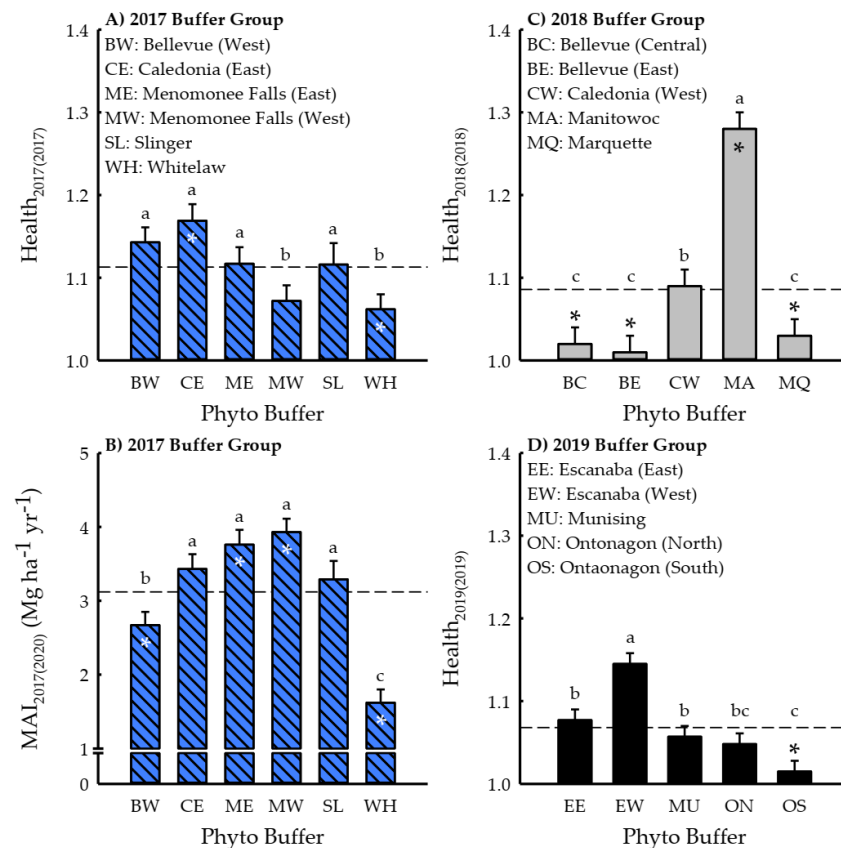 A) 2017 Buffer Group
BW: Bellevue (West)
CE: Caledonia (East)
ME: Menomonee Falls (East)
MW: Menomonee Falls (West)
SL: Slinger
WH: Whitelaw
Health2017(2017)
1.4
1.3
1.2
1.1
1.0
a
a
a
b
a
b
*
*
BW CE ME MW SL WH
Phyto Buffer
C) 2018 Buffer Group
BC: Bellevue (Central)
BE: Bellevue (East)
CW: Caledonia (West)
MA: Manitowoc
MQ: Marquette
Health2018(2018)
1.4
1.3
1.2
1.1
1.0
c
c
b
a
c
*
*
*
*
BC BE CW MA MQ
Phyto Buffer
B) 2017 Buffer Group
MAI2017(2020) (Mg ha-1 yr-1)
5
4
3
2
1
0
b
a
a
a
a
c
*
*
*
*
BW CE ME MW SL WH
Phyto Buffer
D) 2019 Buffer Group
EE: Escanaba (East)
EW: Escanaba (West)
MU: Munising
ON: Ontonagon (North)
OS: Ontaonagon (South)
Health2019(2019)
1.4
1.3
1.2
1.1
1.0
b
a
b
bc
c
*
EE EW MU ON OS
Phyto Buffer